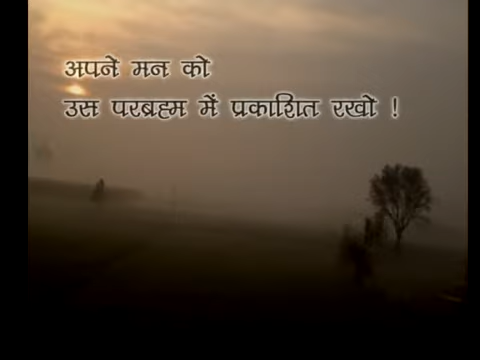 अपने मन को
उस परब्रह्म में प्रकाशित रखो !